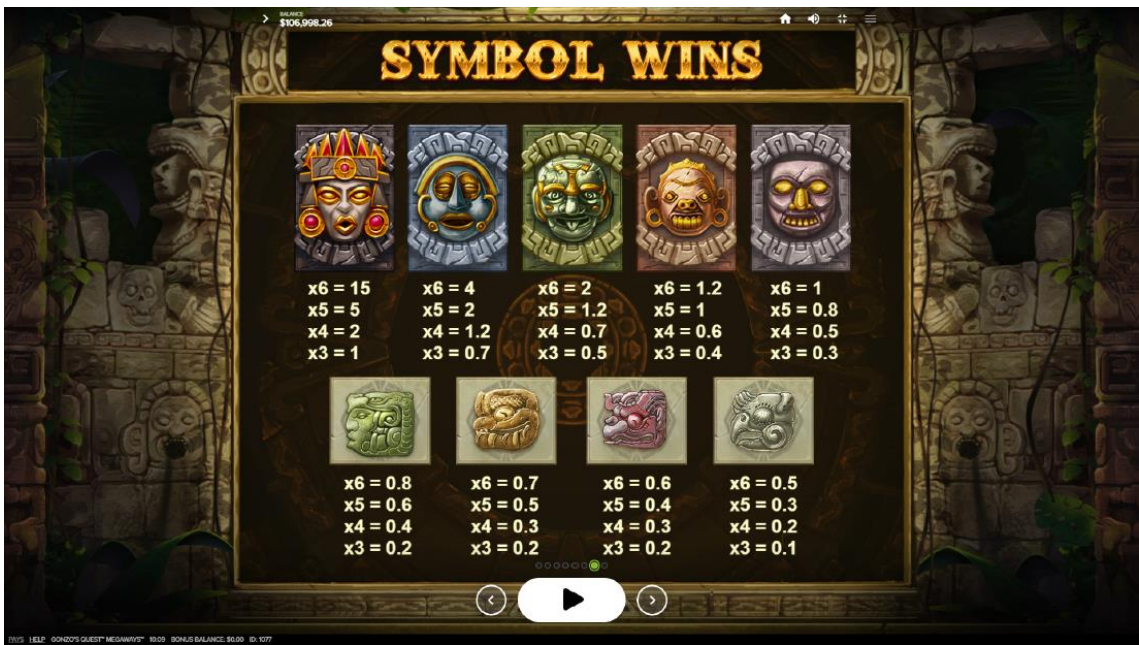 BALANCE
$106,998.26
SYMBOL WINS
x6 = 15
x5 = 5
x4 = 2
x3 = 1
x6 = 4
x5 = 2
x4 = 1.2
x3 = 0.7
x6 = 2
x5 = 1.2
x4 = 0.7
x3 = 0.5
x6 = 1.2
x5 = 1
x4 = 0.6
x3 = 0.4
x6 = 1
x5 = 0.8
x4 = 0.5
x3 = 0.3
x6 = 0.8
x5 = 0.6
x4 = 0.4
x3 = 0.2
x6 = 0.7
x5 = 0.5
x4 = 0.3
x3 = 0.2
x6 = 0.6
x5 = 0.4
x4 = 0.3
x3 = 0.2
x6 = 0.5
x5 = 0.3
x4 = 0.2
x3 = 0.1
PAYS HELP GONZO'S QUEST™ MEGAWAYS™ 10:09 BONUS BALANCE: $0.00 ID: 1077